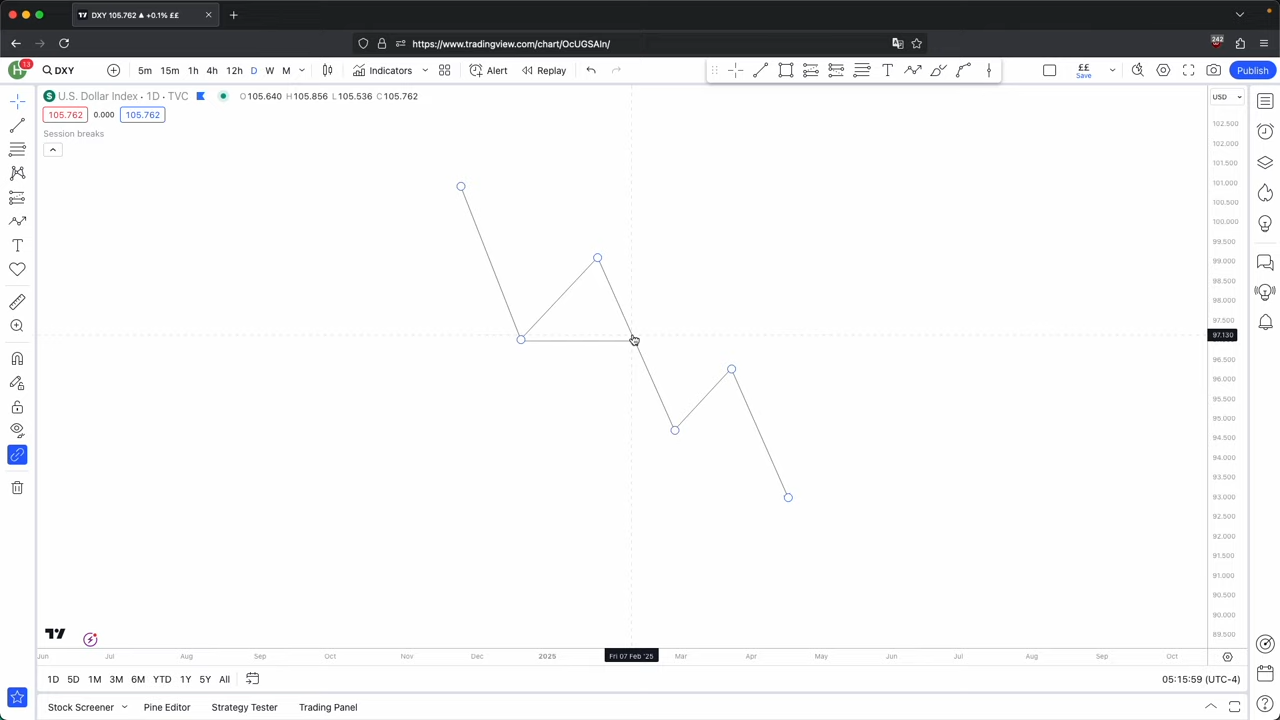 DXY 105.762 ▲ +0.1% ££
242
https://www.tradingview.com/chart/OcUGSAIn/
13
DXY 5m 15m 1h 4h 12h D W M Indicators Alert Replay ££ Save Publish
U.S. Dollar Index · 1D · TVC O105.640 H105.856 L105.536 C105.762
USD
105.762 0.000 105.762
Session breaks
102.500
102.000
101.500
101.000
100.500
100.000
99.500
99.000
98.500
98.000
97.500
97.130
96.500
96.000
95.500
95.000
94.500
94.000
93.500
93.000
92.500
92.000
91.500
91.000
90.500
90.000
89.500
Jun Jul Aug Sep Oct Nov Dec 2025 Fri 07 Feb '25 Mar Apr May Jun Jul Aug Sep Oct
1D 5D 1M 3M 6M YTD 1Y 5Y All 05:15:59 (UTC-4)
Stock Screener Pine Editor Strategy Tester Trading Panel